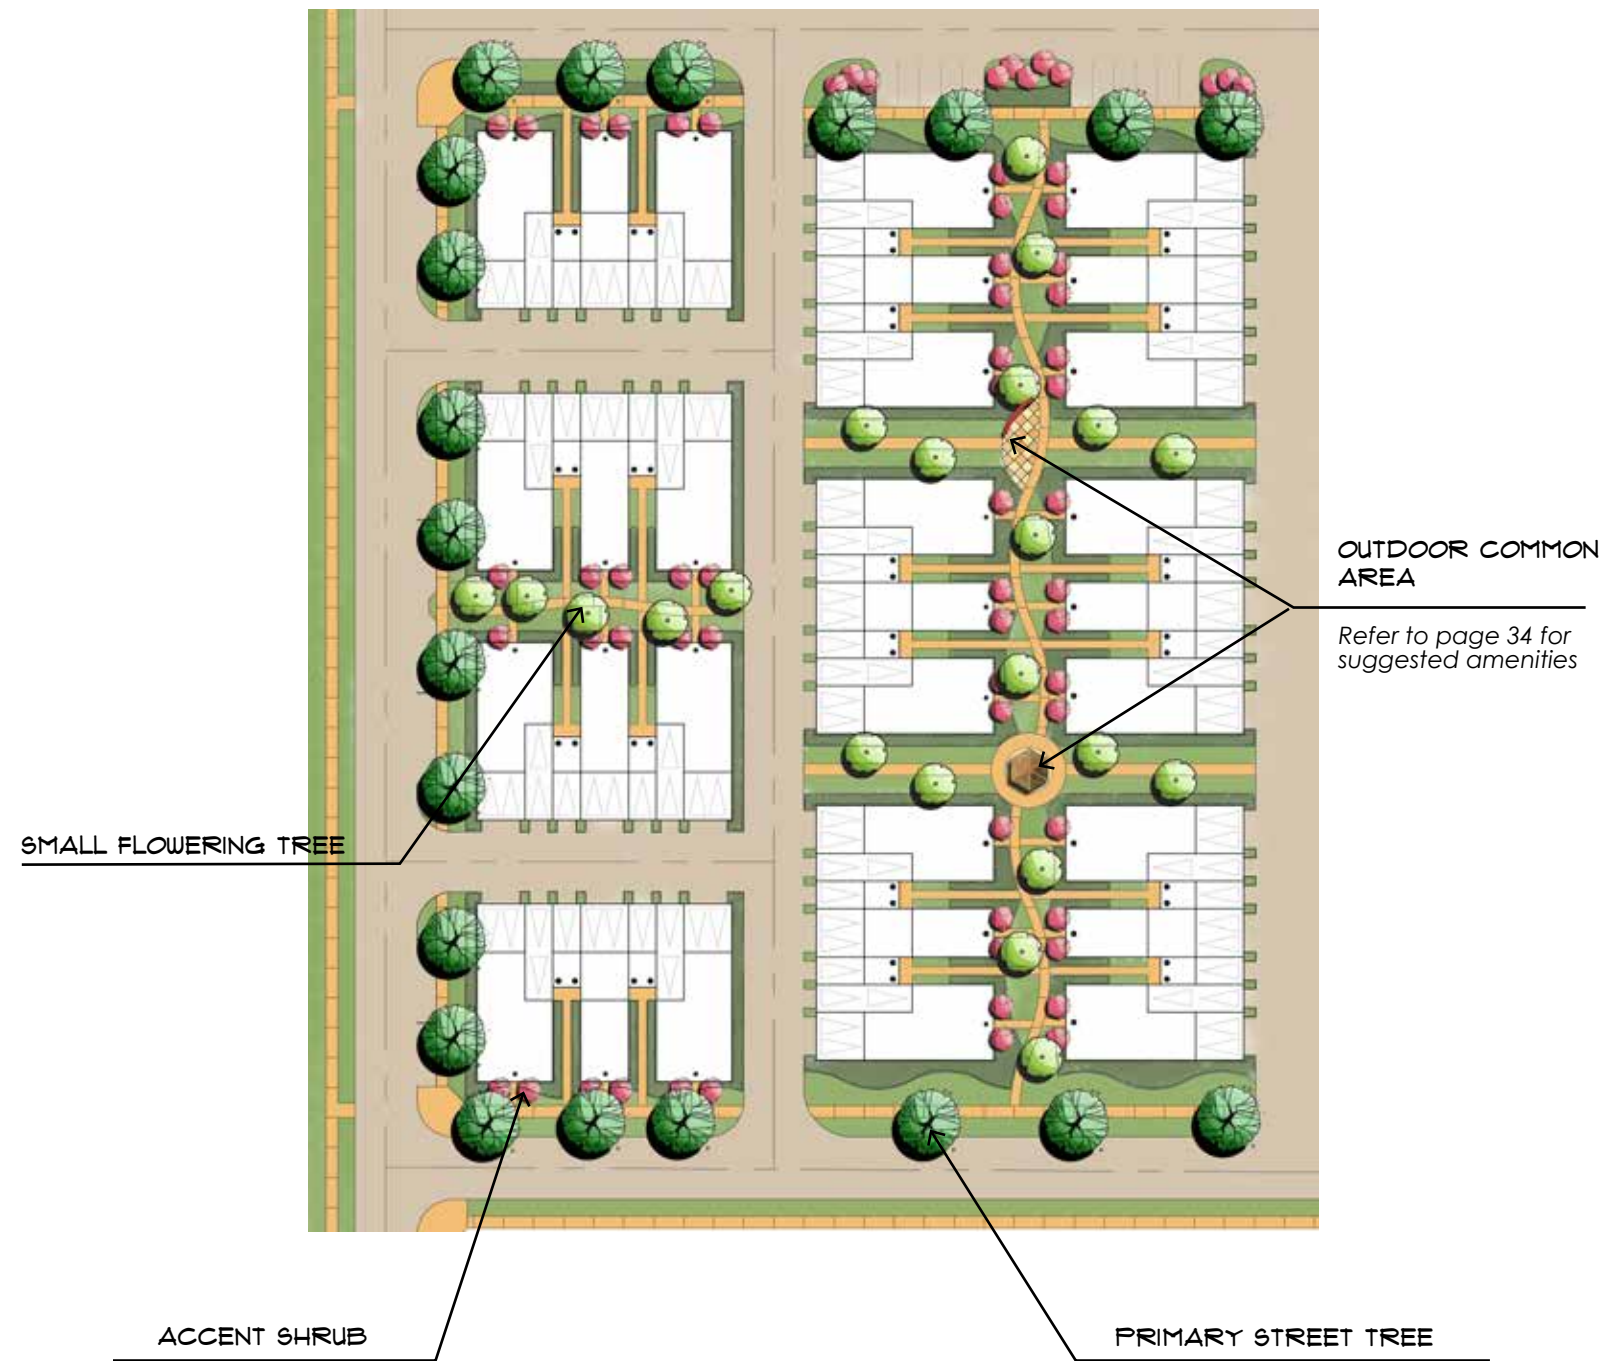 OUTDOOR COMMON
AREA
Refer to page 34 for
suggested amenities
SMALL FLOWERING TREE
ACCENT SHRUB
PRIMARY STREET TREE